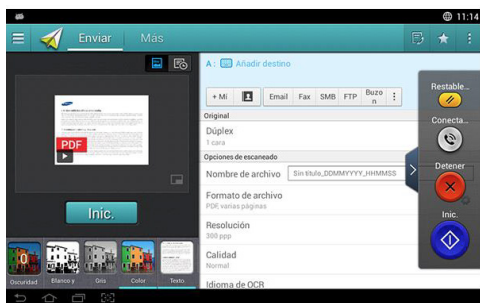 11:14
Enviar Más
A: Añadir destino
+ Mi Email Fax SMB FTP Buzo
n
Original
Dúplex
1 cara
Opciones de escaneado
Nombre de archivo Sin título_DDMMYYYY_HHMMSS
Formato de archivo
PDF, varias páginas
Resolución
300 ppp
Calidad
Normal
Idioma de OCR
PDF
Inic.
0
Oscuridad Blanco y Gris Color Texto
Restable...
Conecta...
Detener
Inic.